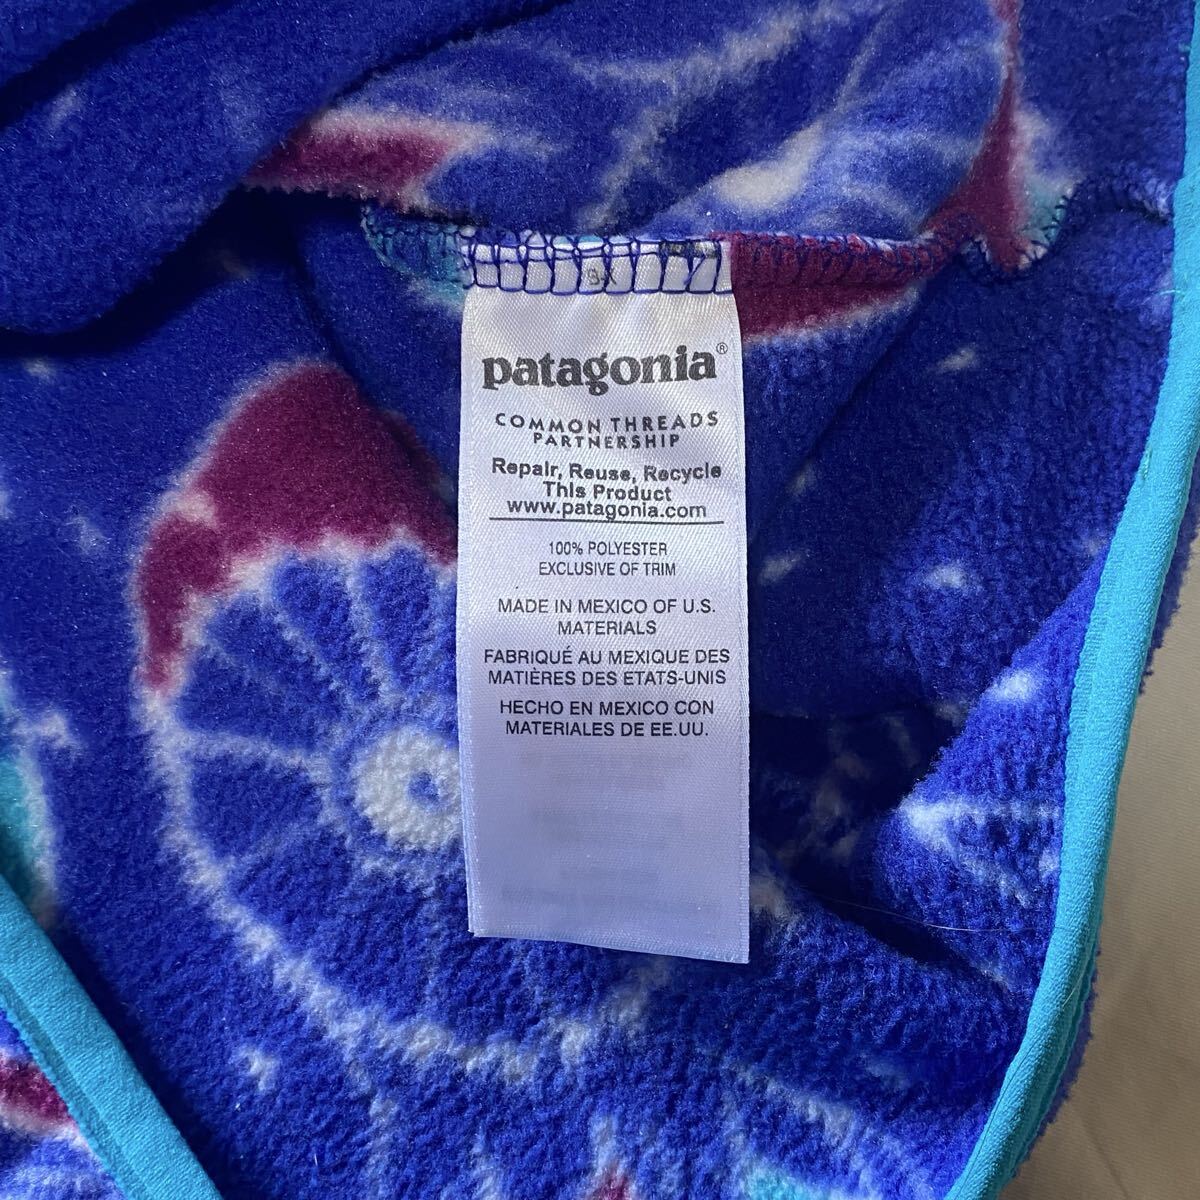 patagonia®
COMMON THREADS
PARTNERSHIP
Repair, Reuse, Recycle
This Product
www.patagonia.com
100% POLYESTER
EXCLUSIVE OF TRIM
MADE IN MEXICO OF U.S.
MATERIALS
FABRIQUÉ AU MEXIQUE DES
MATIÈRES DES ETATS-UNIS
HECHO EN MEXICO CON
MATERIALES DE EE.UU.